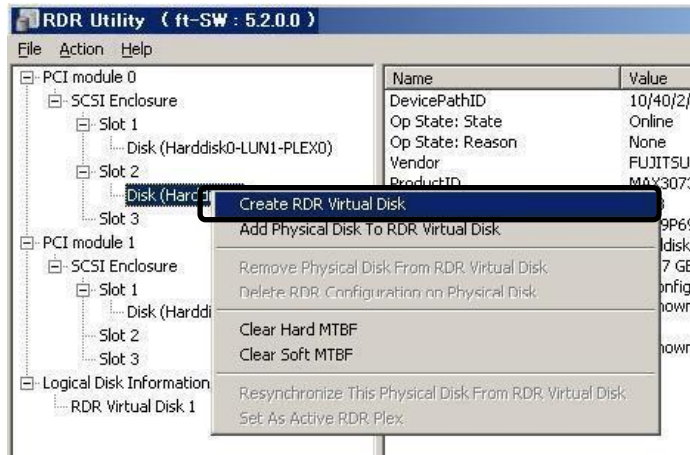 RDR Utility ( ft-SW : 5.2.0.0 )
File Action Help
PCI module 0
SCSI Enclosure
Slot 1
Disk (Harddisk0-LUN1-PLEX0)
Slot 2
Slot 3
PCI module 1
SCSI Enclosure
Slot 1
Slot 2
Slot 3
Logical Disk Information
RDR Virtual Disk 1
Name Value
DevicePathID 10/40/2/
Op State: State Online
Op State: Reason None
Vendor FUJITSU
ProductID MAX3073
Create RDR Virtual Disk
Add Physical Disk To RDR Virtual Disk
Remove Physical Disk From RDR Virtual Disk
Delete RDR Configuration on Physical Disk
Clear Hard MTBF
Clear Soft MTBF
Resynchronize This Physical Disk From RDR Virtual Disk
Set As Active RDR Plex